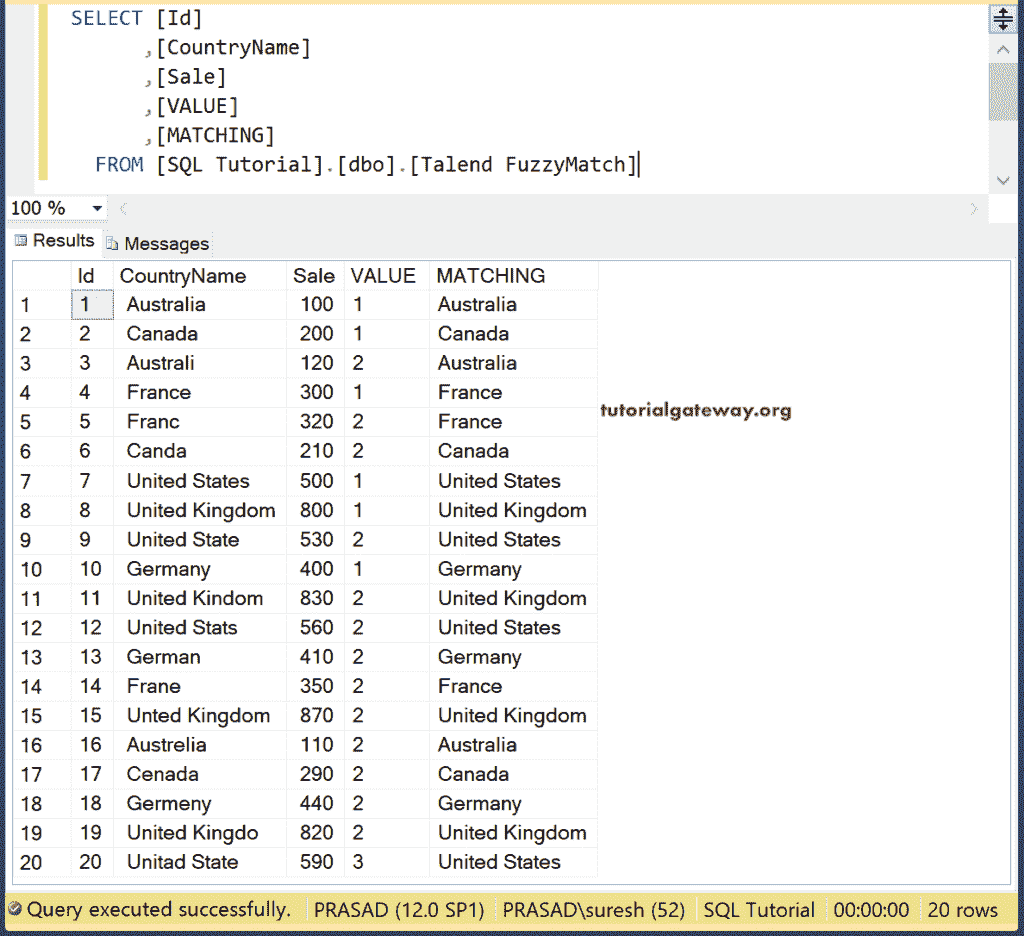 SELECT [Id]
,[CountryName]
,[Sale]
,[VALUE]
,[MATCHING]
FROM [SQL Tutorial].[dbo].[Talend FuzzyMatch]
100 %
Results Messages
Id CountryName Sale VALUE MATCHING
1 1 Australia 100 1 Australia
2 2 Canada 200 1 Canada
3 3 Australi 120 2 Australia
4 4 France 300 1 France
5 5 Franc 320 2 France
tutorialgateway.org
6 6 Canda 210 2 Canada
7 7 United States 500 1 United States
8 8 United Kingdom 800 1 United Kingdom
9 9 United State 530 2 United States
10 10 Germany 400 1 Germany
11 11 United Kindom 830 2 United Kingdom
12 12 United Stats 560 2 United States
13 13 German 410 2 Germany
14 14 Frane 350 2 France
15 15 Unted Kingdom 870 2 United Kingdom
16 16 Austrelia 110 2 Australia
17 17 Cenada 290 2 Canada
18 18 Germeny 440 2 Germany
19 19 United Kingdo 820 2 United Kingdom
20 20 Unitad State 590 3 United States
Query executed successfully. PRASAD (12.0 SP1) PRASAD\suresh (52) SQL Tutorial 00:00:00 20 rows